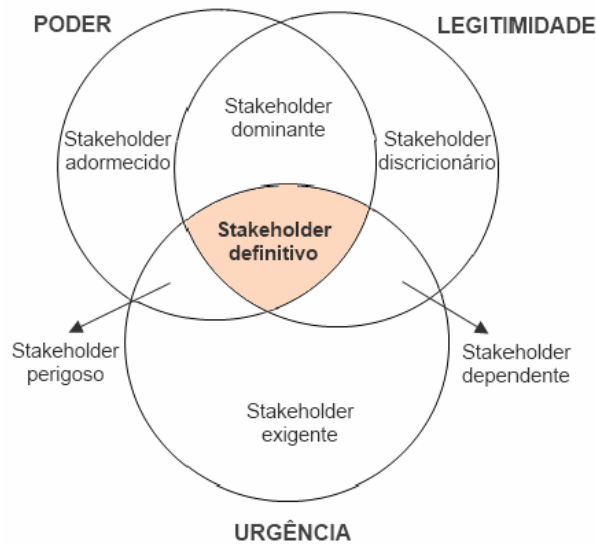 PODER
LEGITIMIDADE
Stakeholder
dominante
Stakeholder
adormecido
Stakeholder
discricionário
Stakeholder
definitivo
Stakeholder
perigoso
Stakeholder
dependente
Stakeholder
exigente
URGÊNCIA